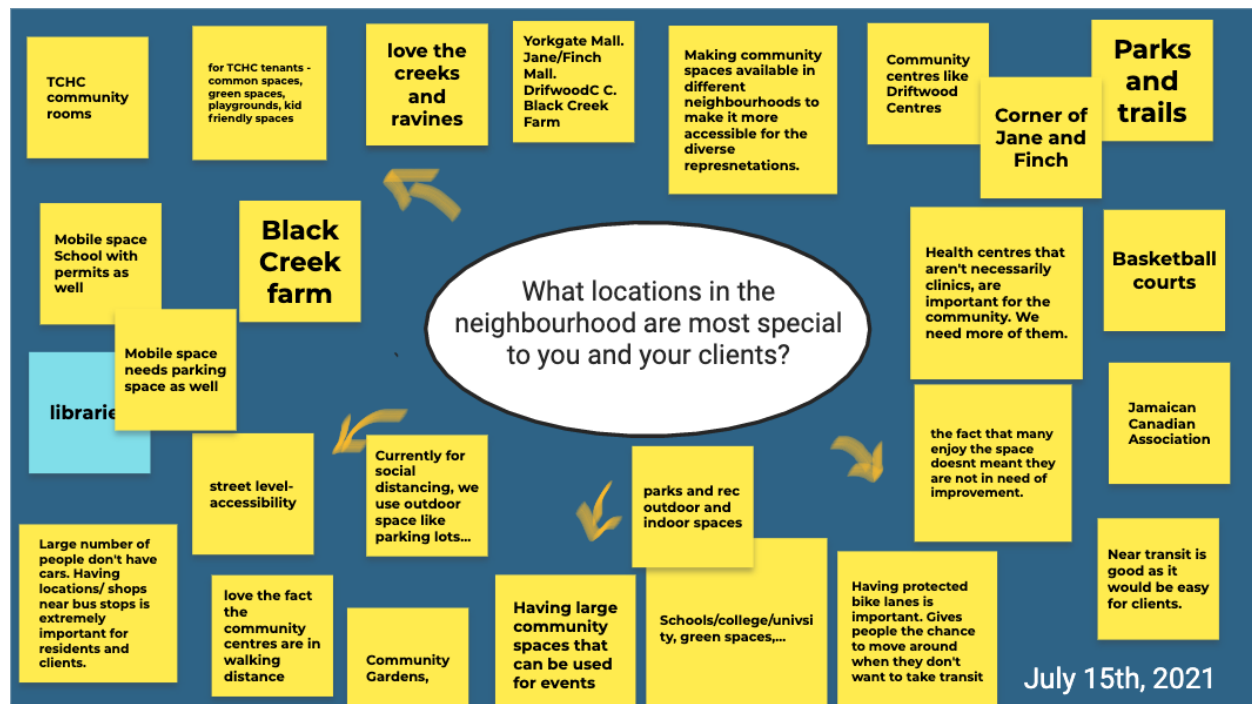 TCHC
community
rooms
for TCHC tenants -
common spaces,
green spaces,
playgrounds, kid
friendly spaces
love the
creeks
and
ravines
Yorkgate Mall.
Jane/Finch
Mall.
DrifwoodC C.
Black Creek
Farm
Making community
spaces available in
different
neighbourhoods to
make it more
accessible for the
diverse
represnetations.
Community
centres like
Driftwood
Centres
Corner of
Jane and
Finch
Parks
and
trails
Mobile space
School with
permits as
well
Black
Creek
farm
What locations in the
neighbourhood are most special
to you and your clients?
Health centres that
aren't necessarily
clinics, are
important for the
community. We
need more of them.
Basketball
courts
Mobile space
needs parking
space as well
librarie
street level-
accessibility
Currently for
social
distancing, we
use outdoor
space like
parking lots...
parks and rec
outdoor and
indoor spaces
the fact that many
enjoy the space
doesnt meant they
are not in need of
improvement.
Jamaican
Canadian
Association
Large number of
people don't have
cars. Having
locations/ shops
near bus stops is
extremely
important for
residents and
clients.
love the fact
the
community
centres are in
walking
distance
Community
Gardens,
Having large
community
spaces that
can be used
for events
Schools/college/univsi
ty, green spaces,...
Having protected
bike lanes is
important. Gives
people the chance
to move around
when they don't
want to take transit
Near transit is
good as it
would be easy
for clients.
July 15th, 2021